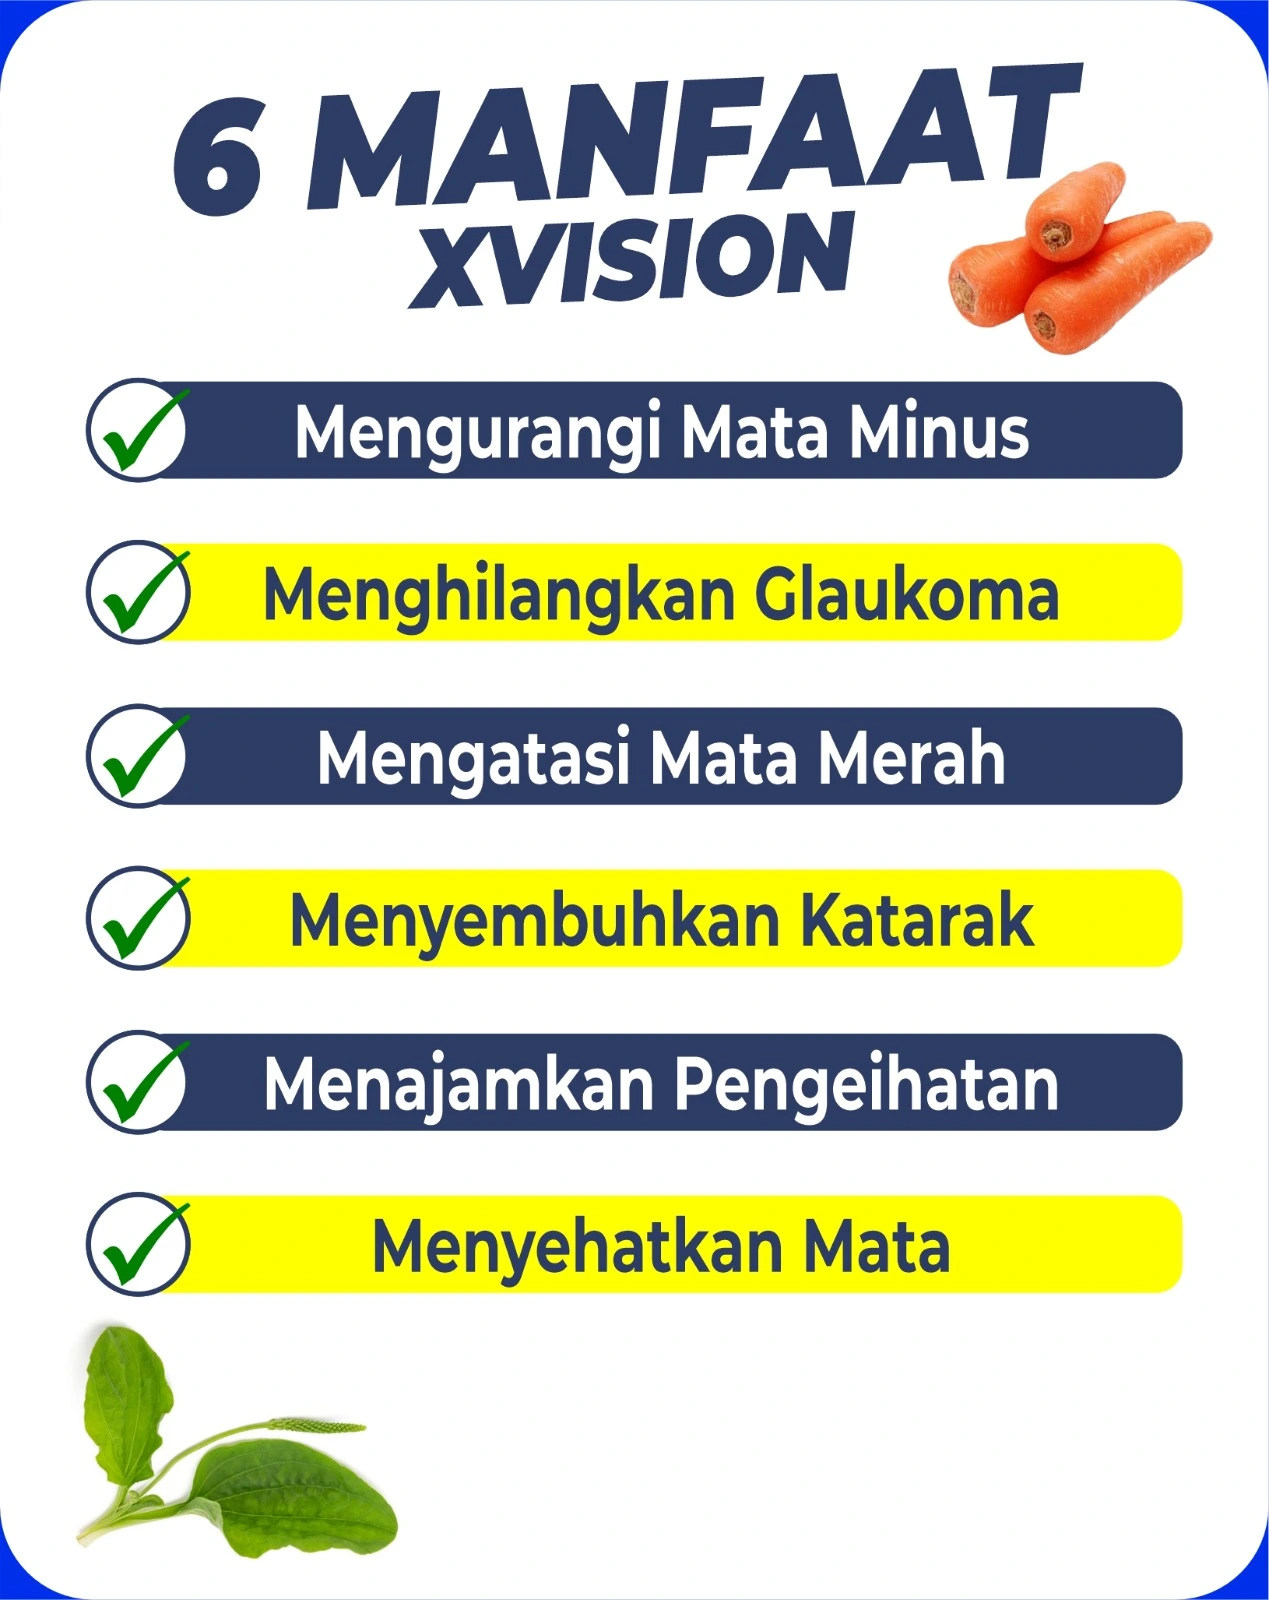 6 MANFAAT
XVISION
Mengurangi Mata Minus
Menghilangkan Glaukoma
Mengatasi Mata Merah
Menyembuhkan Katarak
Menajamkan Pengeihatan
Menyehatkan Mata